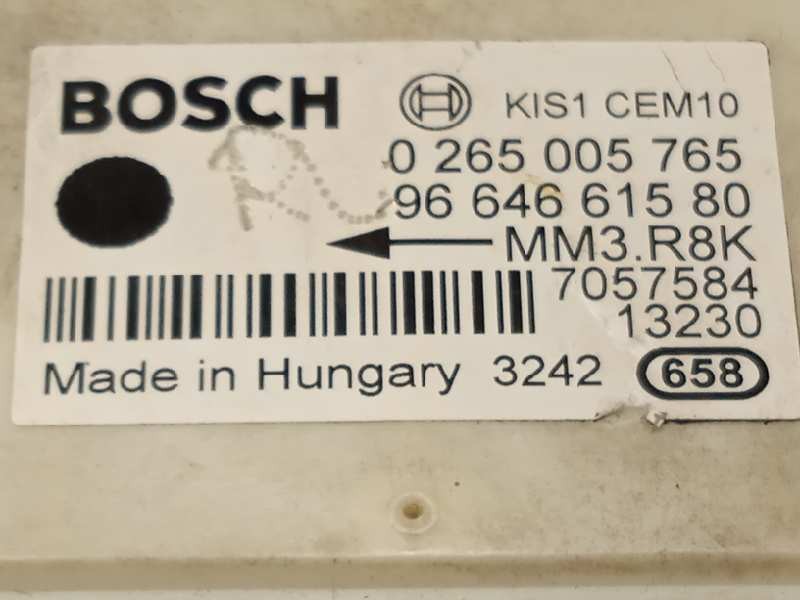 BOSCH KIS1 CEM10
0 265 005 765
96 646 615 80
MM3.R8K
7057584
13230
Made in Hungary 3242 658